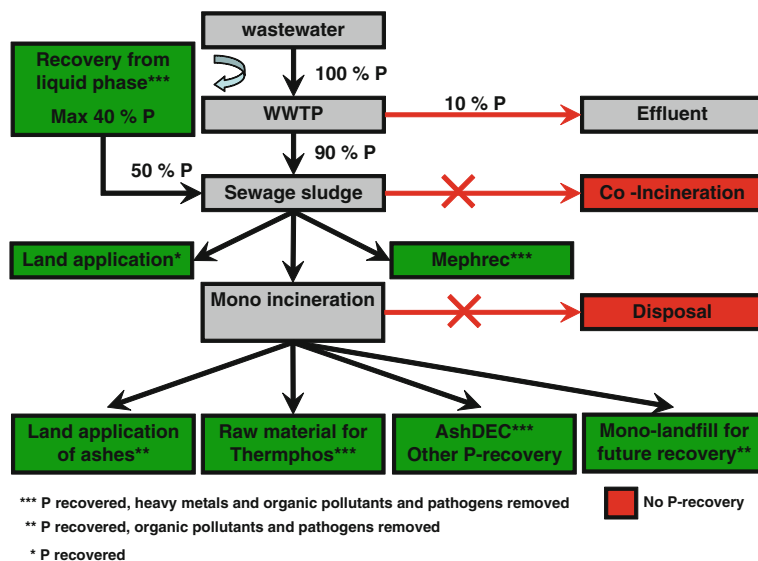 wastewater
Recovery from
liquid phase***
Max 40 % P
100 % P
WWTP
10 % P
Effluent
50 % P
90 % P
Sewage sludge
Co -Incineration
Land application*
Mephrec***
Mono incineration
Disposal
Land application
of ashes**
Raw material for
Thermphos***
AshDEC***
Other P-recovery
Mono-landfill for
future recovery**
*** P recovered, heavy metals and organic pollutants and pathogens removed
** P recovered, organic pollutants and pathogens removed
* P recovered
No P-recovery